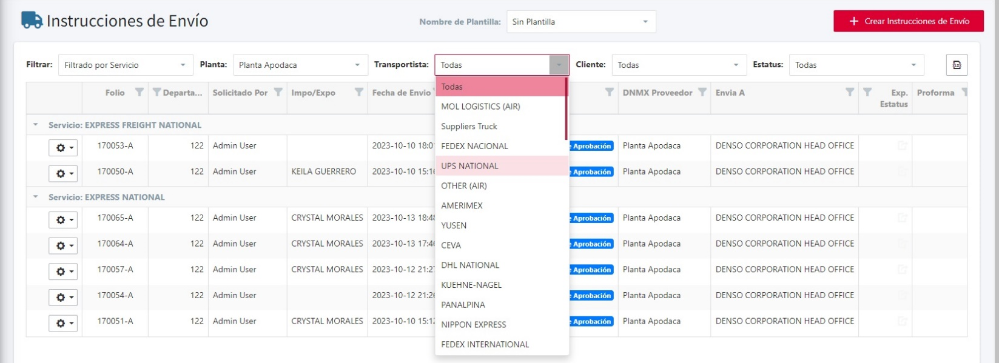 Instrucciones de Envío
Nombre de Plantilla: Sin Plantilla
Crear Instrucciones de Envío
Filtrar: Filtrado por Servicio Planta: Planta Apodaca Transportista: Todas Cliente: Todas Estatus: Todas
XLSX
Folio Departa... Solicitado Por Impo/Expo Fecha de Envio DNMX Proveedor Envia A Exp. Estatus Proforma
Todas
MOL LOGISTICS (AIR)
Suppliers Truck
FEDEX NACIONAL
UPS NATIONAL
OTHER (AIR)
AMERIMEX
YUSEN
CEVA
DHL NATIONAL
KUEHNE-NAGEL
PANALPINA
NIPPON EXPRESS
FEDEX INTERNATIONAL
Servicio: EXPRESS FREIGHT NATIONAL
170053-A 122 Admin User 2023-10-10 18:0 Aprobación Planta Apodaca DENSO CORPORATION HEAD OFFICE
170050-A 122 Admin User KEILA GUERRERO 2023-10-10 15:1 Aprobación Planta Apodaca DENSO CORPORATION HEAD OFFICE
Servicio: EXPRESS NATIONAL
170065-A 122 Admin User CRYSTAL MORALES 2023-10-13 18:4 Aprobación Planta Apodaca DENSO CORPORATION HEAD OFFICE
170064-A 122 Admin User CRYSTAL MORALES 2023-10-13 17:4 Aprobación Planta Apodaca DENSO CORPORATION HEAD OFFICE
170057-A 122 Admin User CRYSTAL MORALES 2023-10-12 21:2 Aprobación Planta Apodaca DENSO CORPORATION HEAD OFFICE
170054-A 122 Admin User 2023-10-12 21:2 Aprobación Planta Apodaca DENSO CORPORATION HEAD OFFICE
170051-A 122 Admin User CRYSTAL MORALES 2023-10-10 15:1 Aprobación Planta Apodaca DENSO CORPORATION HEAD OFFICE